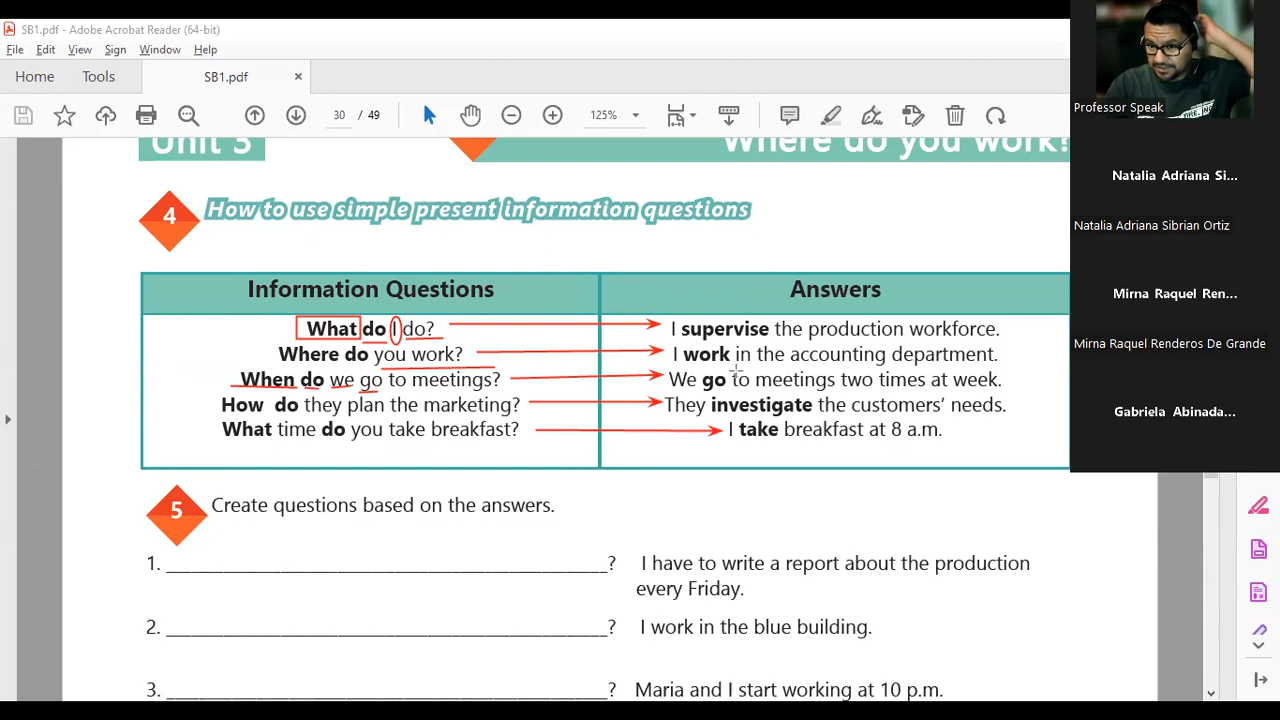 SB1.pdf - Adobe Acrobat Reader (64-bit)
File Edit View Sign Window Help
Home Tools SB1.pdf ×
30 / 49 125%
Unit 3 Where do you work?
4 How to use simple present information questions
Information Questions Answers
What do I do? I supervise the production workforce.
Where do you work? I work in the accounting department.
When do we go to meetings? We go to meetings two times at week.
How do they plan the marketing? They investigate the customers’ needs.
What time do you take breakfast? I take breakfast at 8 a.m.
5 Create questions based on the answers.
1. ____________________________________________? I have to write a report about the production
every Friday.
2. ____________________________________________? I work in the blue building.
3. ____________________________________________? Maria and I start working at 10 p.m.
Professor Speak
Natalia Adriana Si...
Natalia Adriana Sibrian Ortiz
Mirna Raquel Ren...
Mirna Raquel Renderos De Grande
Gabriela Abinada...